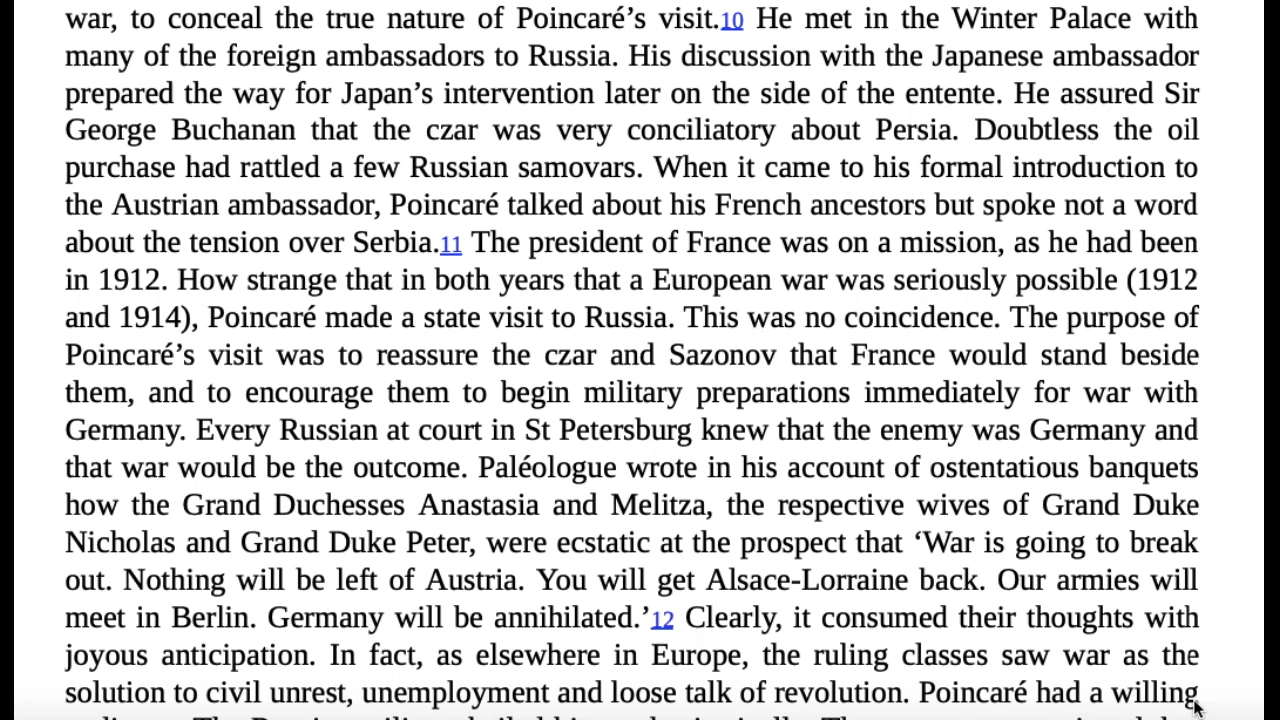 war, to conceal the true nature of Poincaré’s visit.10 He met in the Winter Palace with
many of the foreign ambassadors to Russia. His discussion with the Japanese ambassador
prepared the way for Japan’s intervention later on the side of the entente. He assured Sir
George Buchanan that the czar was very conciliatory about Persia. Doubtless the oil
purchase had rattled a few Russian samovars. When it came to his formal introduction to
the Austrian ambassador, Poincaré talked about his French ancestors but spoke not a word
about the tension over Serbia.11 The president of France was on a mission, as he had been
in 1912. How strange that in both years that a European war was seriously possible (1912
and 1914), Poincaré made a state visit to Russia. This was no coincidence. The purpose of
Poincaré’s visit was to reassure the czar and Sazonov that France would stand beside
them, and to encourage them to begin military preparations immediately for war with
Germany. Every Russian at court in St Petersburg knew that the enemy was Germany and
that war would be the outcome. Paléologue wrote in his account of ostentatious banquets
how the Grand Duchesses Anastasia and Melitza, the respective wives of Grand Duke
Nicholas and Grand Duke Peter, were ecstatic at the prospect that ‘War is going to break
out. Nothing will be left of Austria. You will get Alsace-Lorraine back. Our armies will
meet in Berlin. Germany will be annihilated.’12 Clearly, it consumed their thoughts with
joyous anticipation. In fact, as elsewhere in Europe, the ruling classes saw war as the
solution to civil unrest, unemployment and loose talk of revolution. Poincaré had a willing